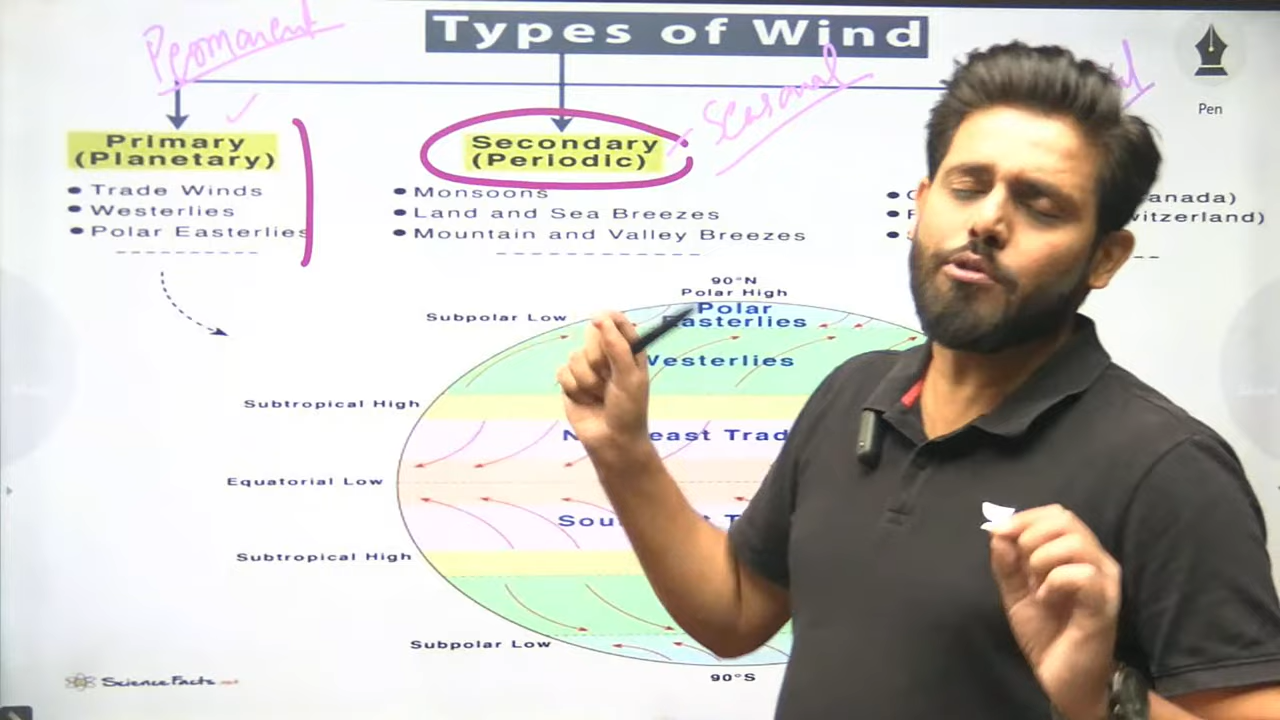 Permanent
Types of Wind
Seasonal
Pen
Primary
(Planetary)
Secondary
(Periodic)
• Trade Winds
• Westerlies
• Polar Easterlies
• Monsoons
• Land and Sea Breezes
• Mountain and Valley Breezes
90°N
Polar High
Subpolar Low
Polar
Easterlies
Westerlies
Subtropical High
Equatorial Low
Subtropical High
Subpolar Low
90°S
ScienceFacts.net